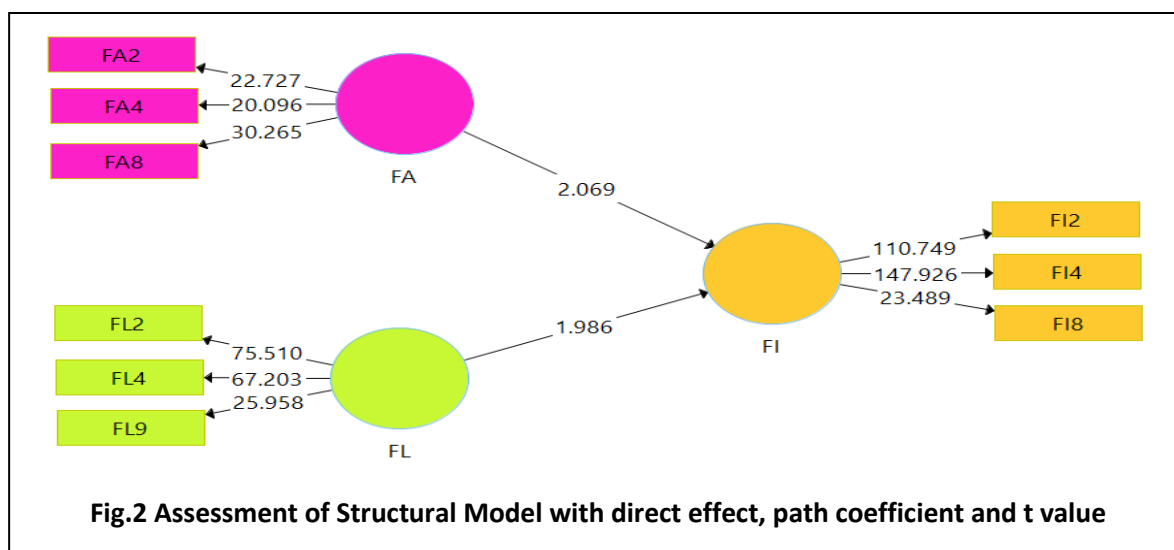 FA2
FA4
FA8
22.727
20.096
30.265
FA
2.069
FI2
FI4
FI8
110.749
147.926
23.489
FI
1.986
FL2
FL4
FL9
75.510
67.203
25.958
FL
Fig.2 Assessment of Structural Model with direct effect, path coefficient and t value